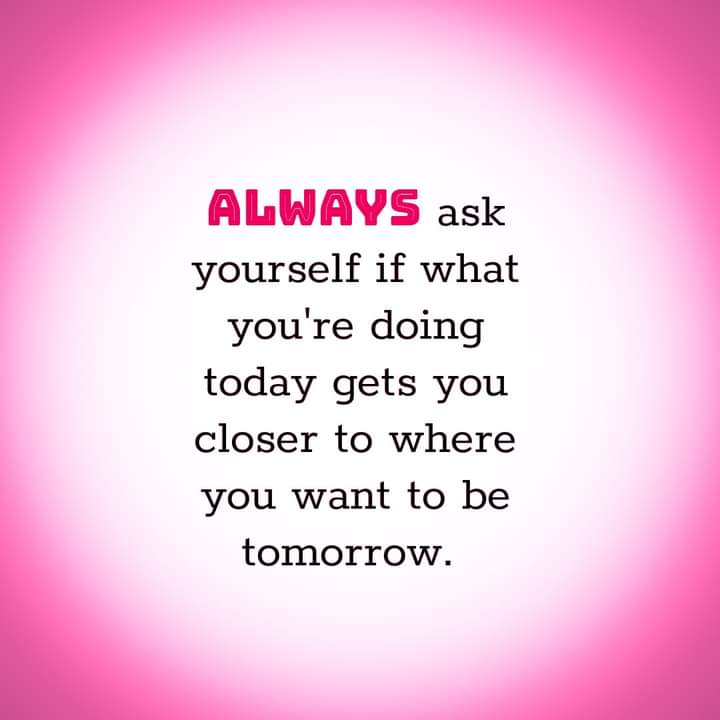 ALWAYS ask
yourself if what
you're doing
today gets you
closer to where
you want to be
tomorrow.